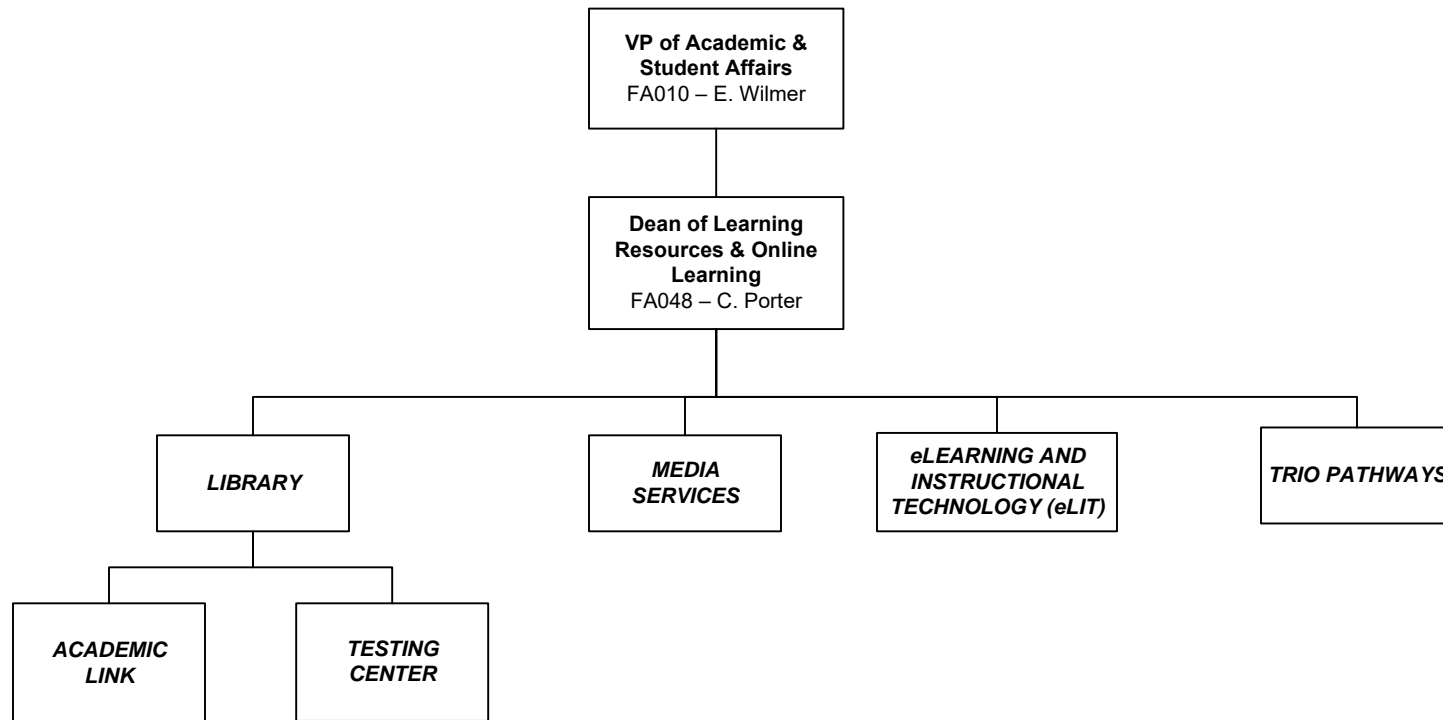 VP of Academic &
Student Affairs
FA010 – E. Wilmer
Dean of Learning
Resources & Online
Learning
FA048 – C. Porter
LIBRARY
MEDIA
SERVICES
eLEARNING AND
INSTRUCTIONAL
TECHNOLOGY (eLIT)
TRIO PATHWAYS
ACADEMIC
LINK
TESTING
CENTER